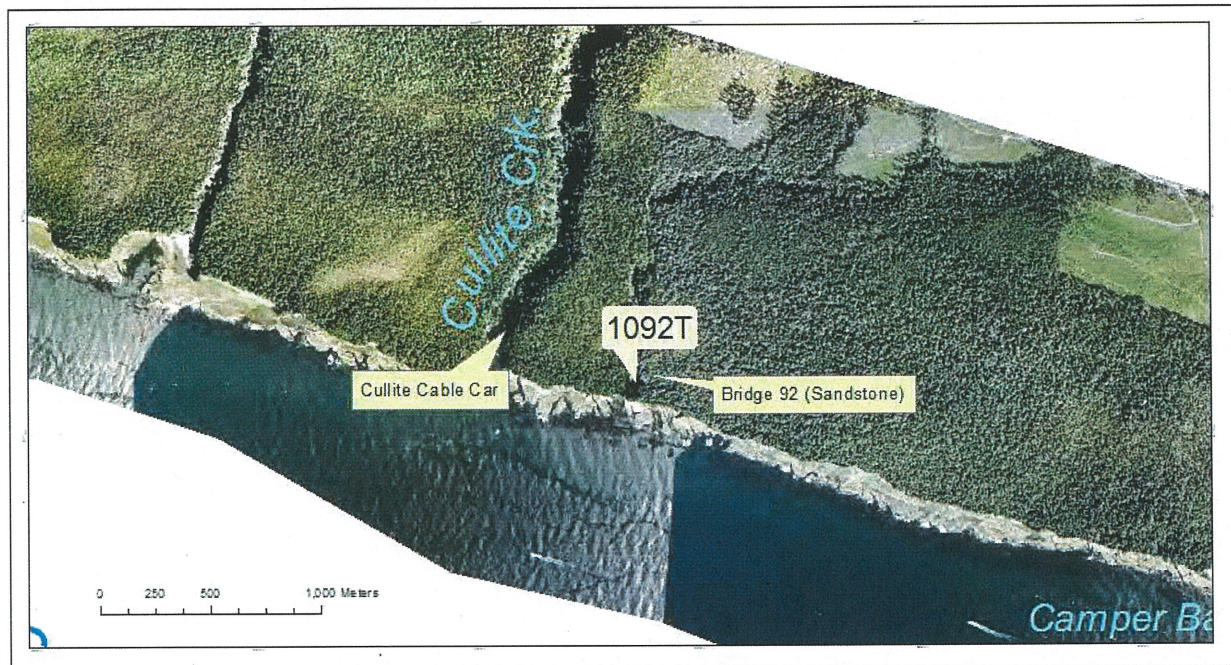 Cullite Crk.
1092T
Cullite Cable Car
Bridge 92 (Sandstone)
0 250 500 1,000 Meters
Camper Ba